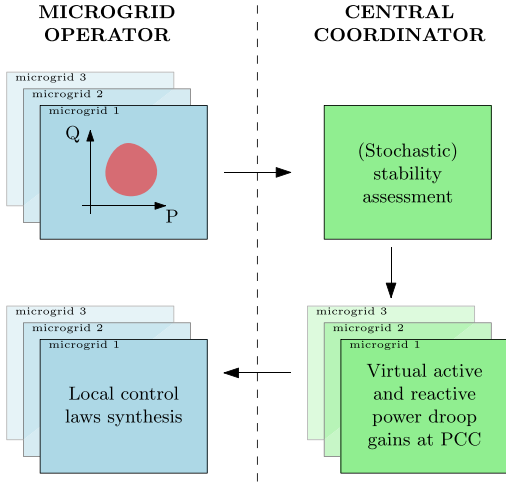 MICROGRID
OPERATOR
CENTRAL
COORDINATOR
microgrid 3
microgrid 2
microgrid 1
Q
P
(Stochastic)
stability
assessment
microgrid 3
microgrid 2
microgrid 1
Local control
laws synthesis
microgrid 3
microgrid 2
microgrid 1
Virtual active
and reactive
power droop
gains at PCC